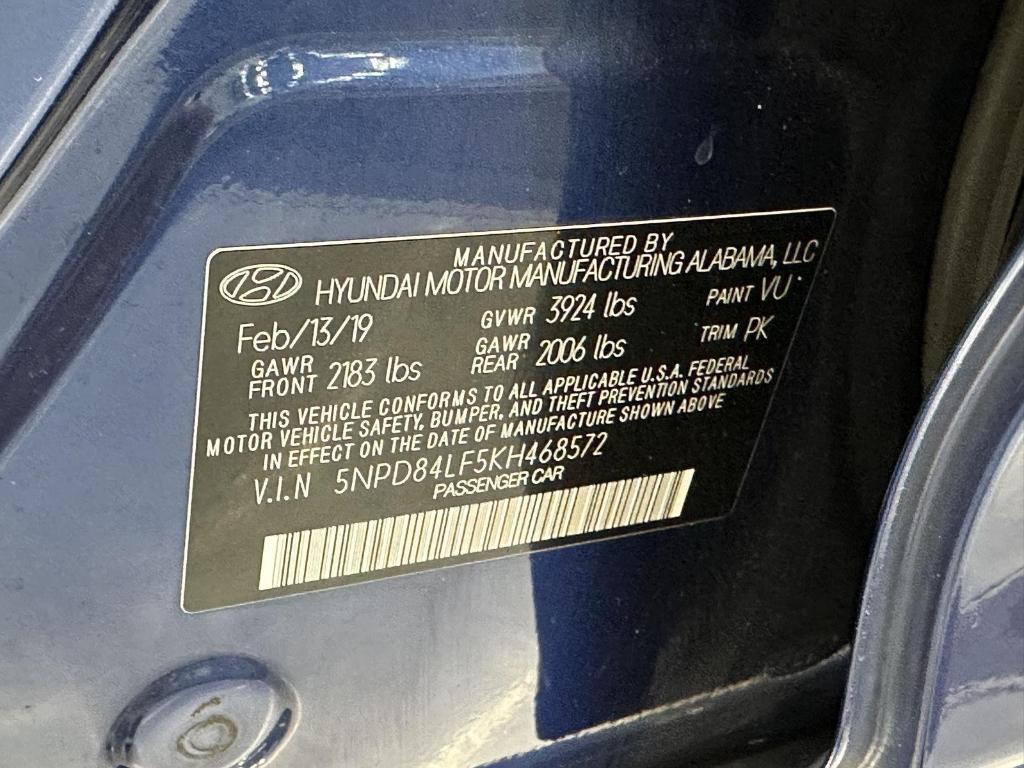 MANUFACTURED BY
HYUNDAI MOTOR MANUFACTURING ALABAMA, LLC
Feb/13/19 GVWR 3924 lbs PAINT VU
GAWR FRONT 2183 lbs GAWR REAR 2006 lbs TRIM PK
THIS VEHICLE CONFORMS TO ALL APPLICABLE U.S.A. FEDERAL
MOTOR VEHICLE SAFETY, BUMPER, AND THEFT PREVENTION STANDARDS
IN EFFECT ON THE DATE OF MANUFACTURE SHOWN ABOVE
V.I.N 5NPD84LF5KH468572
PASSENGER CAR